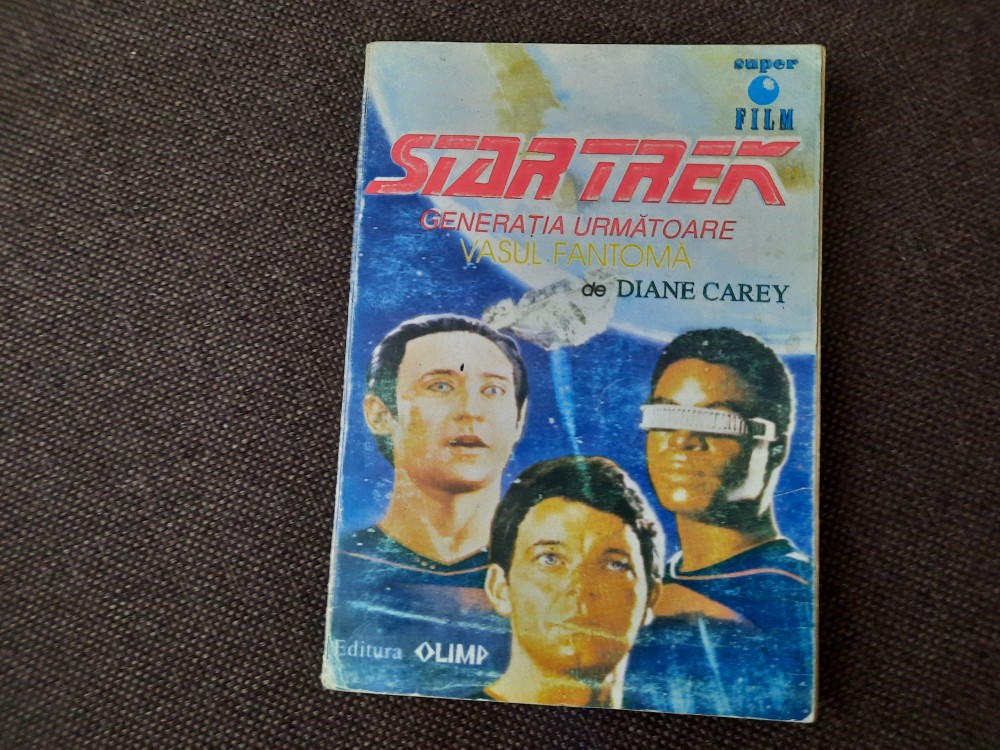 super
FILM
STAR TREK
GENERAȚIA URMĂTOARE
VASUL FANTOMĂ
de DIANE CAREY
Editura OLIMP